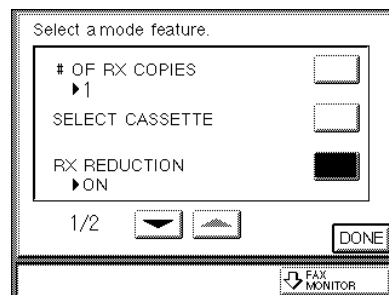 Select a mode feature.
# OF RX COPIES
▶1
SELECT CASSETTE
RX REDUCTION
▶ON
1/2
DONE
FAX
MONITOR